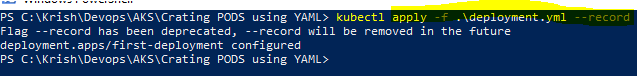 Windows PowerShell
PS C:\Krish\Devops\AKS\Crating PODS using YAML> kubectl apply -f .\deployment.yml --record
Flag --record has been deprecated, --record will be removed in the future
deployment.apps/first-deployment configured
PS C:\Krish\Devops\AKS\Crating PODS using YAML>